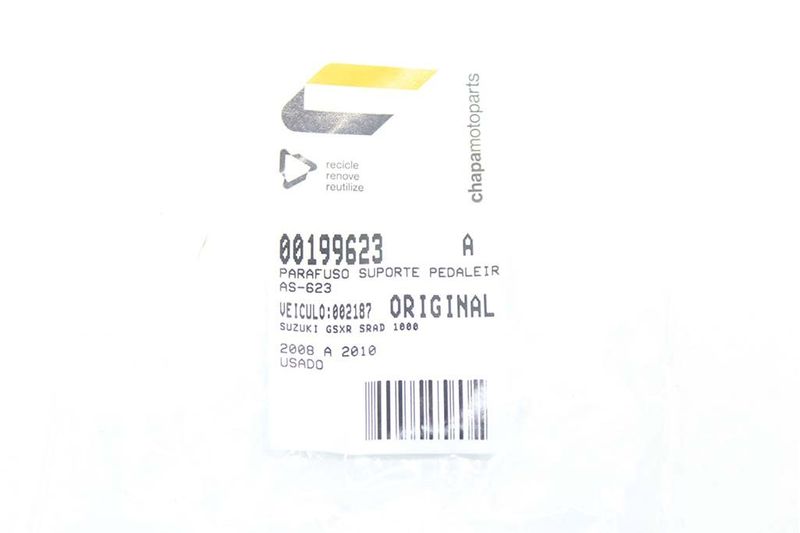 chapamotoparts
recicle
renove
reutilize
00199623 A
PARAFUSO SUPORTE PEDALEIR
AS-623
VEICULO:002187 ORIGINAL
SUZUKI GSXR SRAD 1000
2008 A 2010
USADO